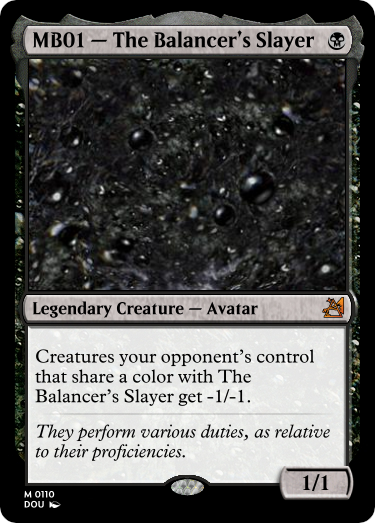 MB01 — The Balancer's Slayer
Legendary Creature — Avatar
Creatures your opponent's control
that share a color with The
Balancer's Slayer get -1/-1.
They perform various duties, as relative
to their proficiencies.
1/1
M 0110
DOU